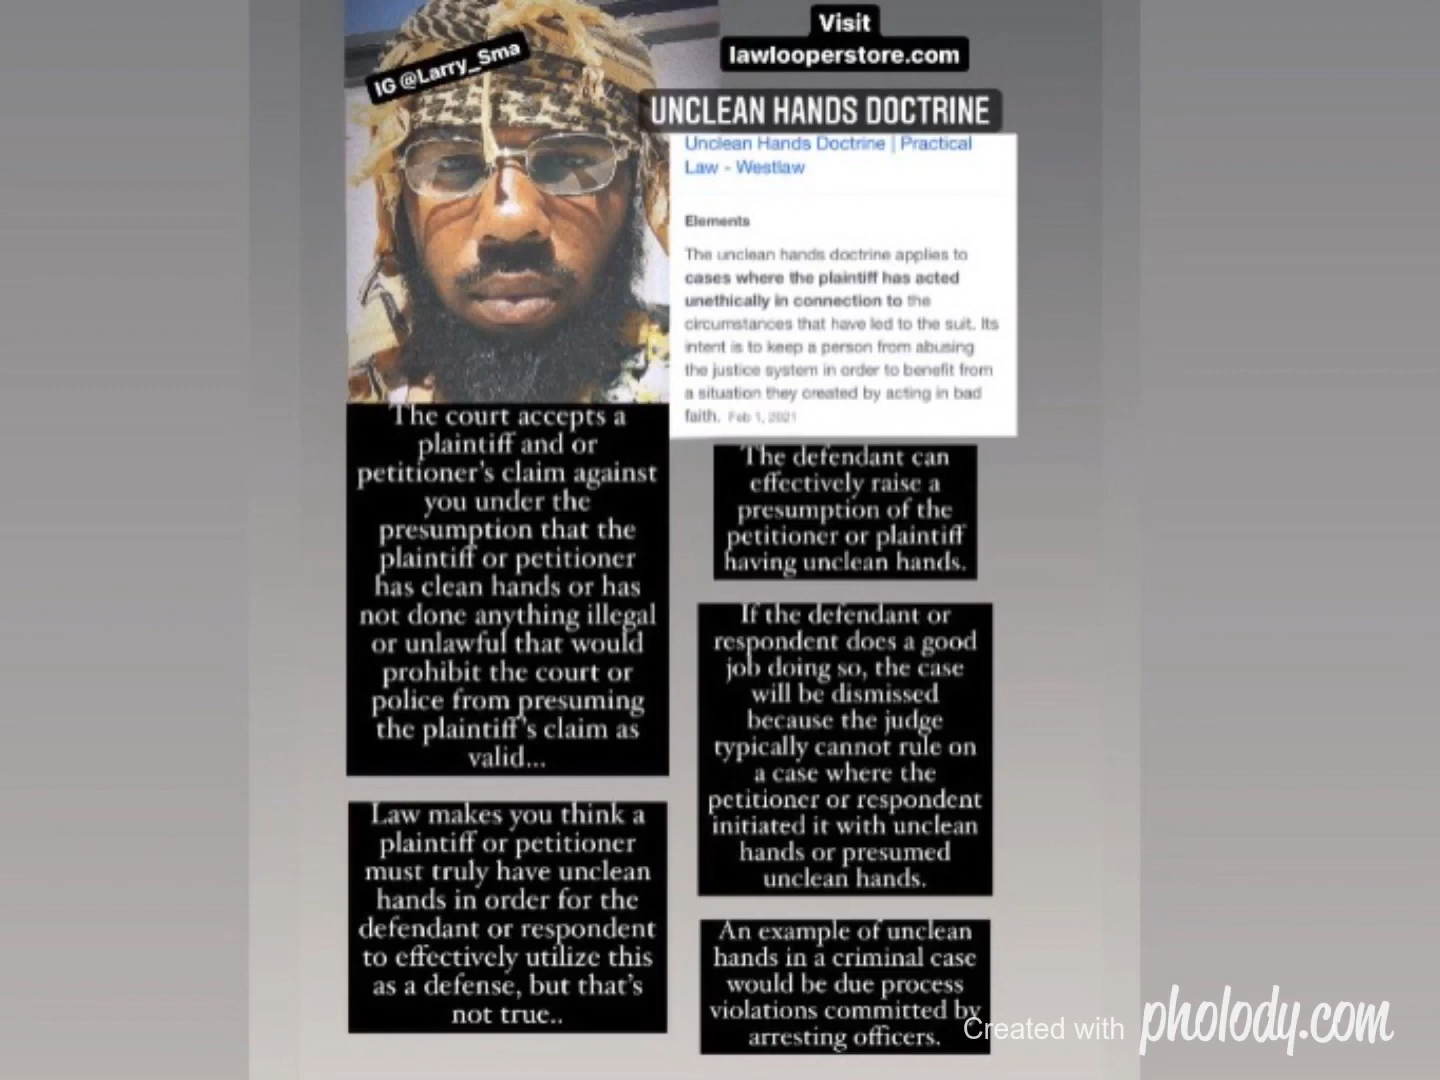 IG @Larry_Sma
Visit
lawlooperstore.com
UNCLEAN HANDS DOCTRINE
Unclean Hands Doctrine | Practical
Law - Westlaw
Elements
The unclean hands doctrine applies to
cases where the plaintiff has acted
unethically in connection to the
circumstances that have led to the suit. Its
intent is to keep a person from abusing
the justice system in order to benefit from
a situation they created by acting in bad
faith. Feb 1, 2021
The court accepts a
plaintiff and or
petitioner's claim against
you under the
presumption that the
plaintiff or petitioner
has clean hands or has
not done anything illegal
or unlawful that would
prohibit the court or
police from presuming
the plaintiff's claim as
valid...
Law makes you think a
plaintiff or petitioner
must truly have unclean
hands in order for the
defendant or respondent
to effectively utilize this
as a defense, but that's
not true..
The defendant can
effectively raise a
presumption of the
petitioner or plaintiff
having unclean hands.
If the defendant or
respondent does a good
job doing so, the case
will be dismissed
because the judge
typically cannot rule on
a case where the
petitioner or respondent
initiated it with unclean
hands or presumed
unclean hands.
An example of unclean
hands in a criminal case
would be due process
violations committed by
arresting officers.
Created with pholody.com